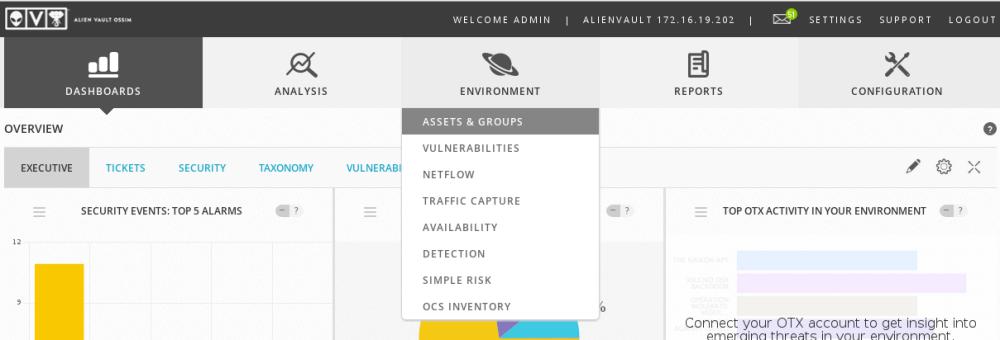 ALIEN VAULT OSSIM
WELCOME ADMIN | ALIENVAULT 172.16.19.202 | 51 SETTINGS SUPPORT LOGOUT
DASHBOARDS ANALYSIS ENVIRONMENT REPORTS CONFIGURATION
OVERVIEW ?
EXECUTIVE TICKETS SECURITY TAXONOMY VULNERABI
ASSETS & GROUPS
VULNERABILITIES
NETFLOW
TRAFFIC CAPTURE
AVAILABILITY
DETECTION
SIMPLE RISK
OCS INVENTORY
SECURITY EVENTS: TOP 5 ALARMS ?
?
TOP OTX ACTIVITY IN YOUR ENVIRONMENT ?
12
9
%
Connect your OTX account to get insight into
emerging threats in your environment.